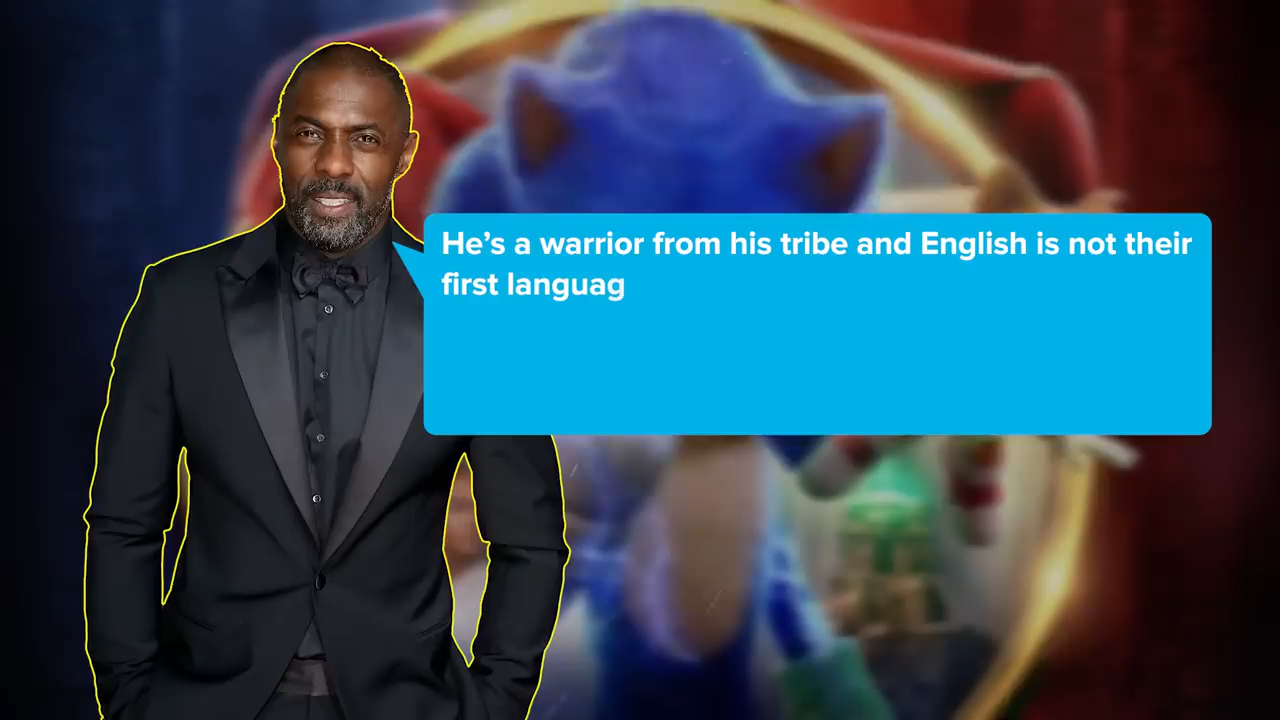 He’s a warrior from his tribe and English is not their
first languag